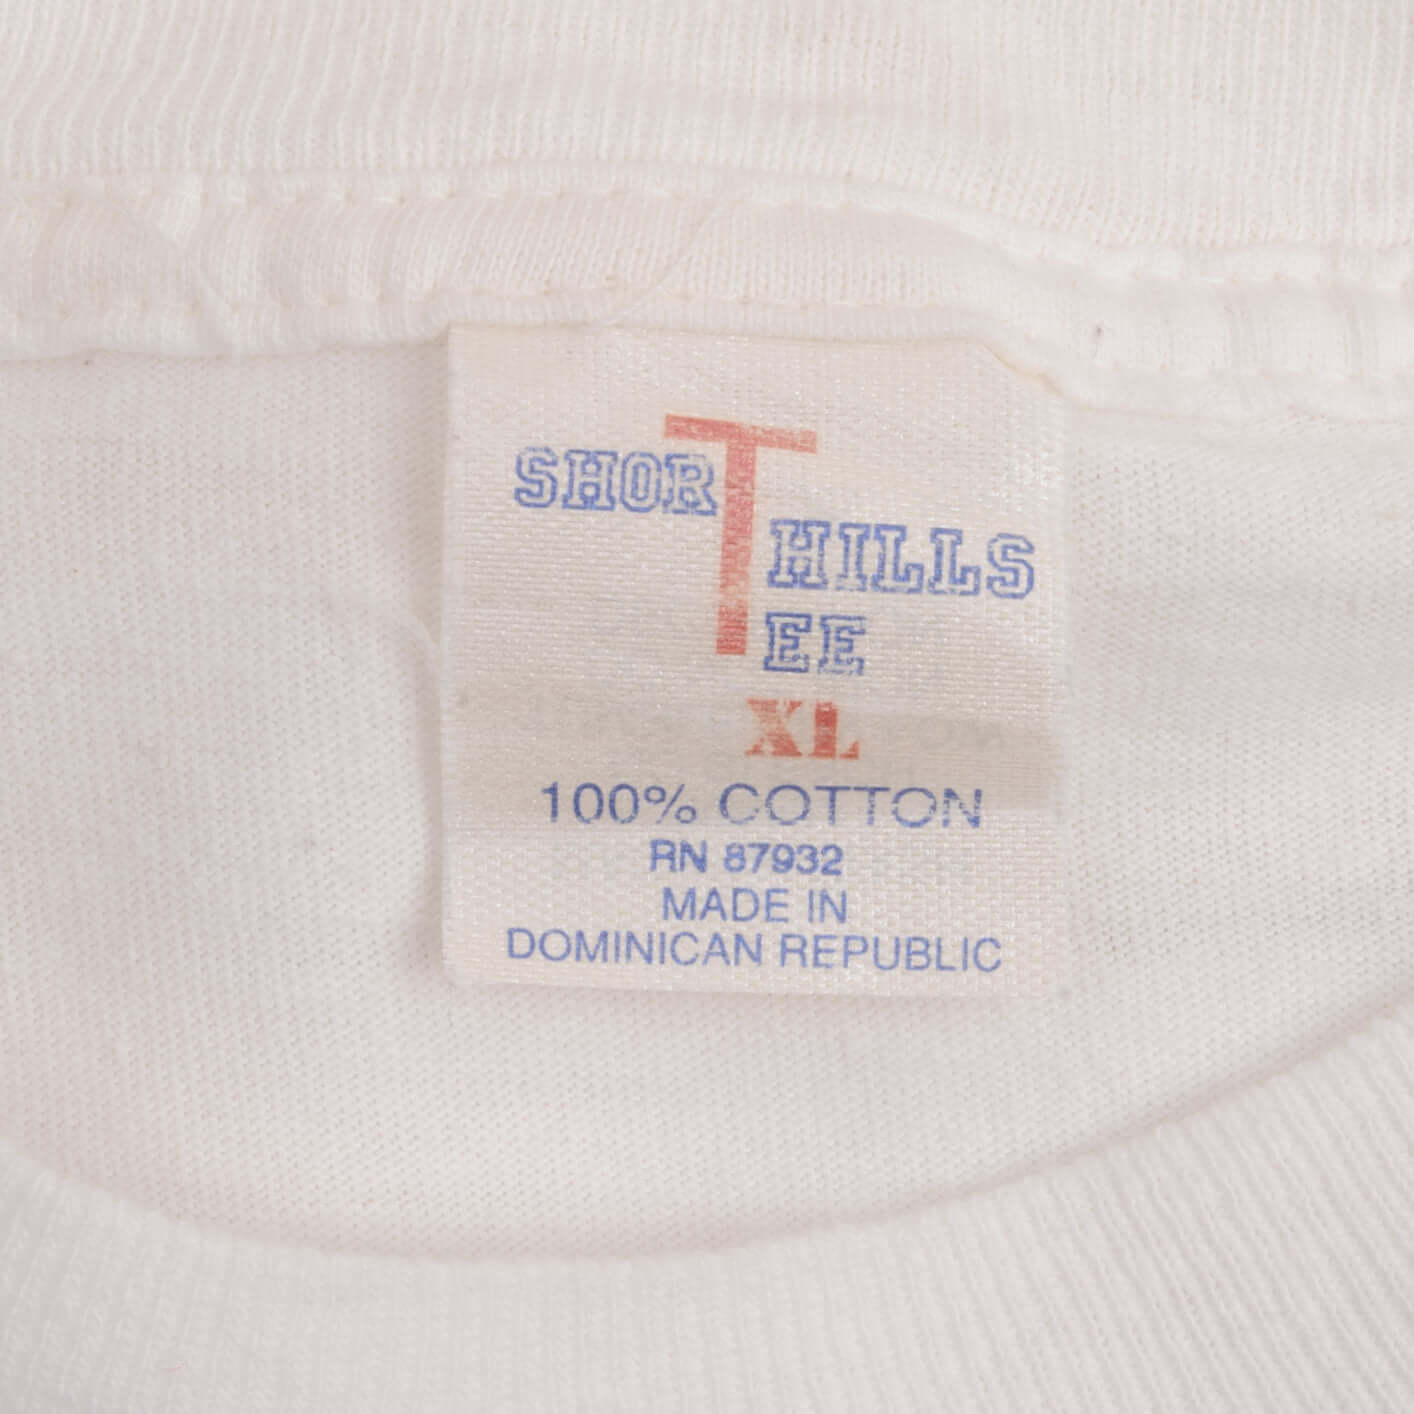 SHORT
HILLS
TEE
XL
100% COTTON
RN 87932
MADE IN
DOMINICAN REPUBLIC